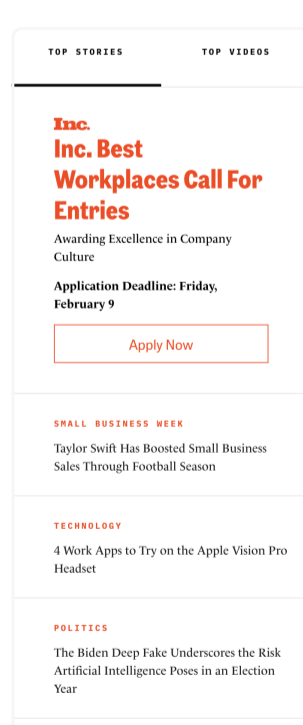 TOP STORIES
TOP VIDEOS
Inc.
Inc. Best
Workplaces Call For
Entries
Awarding Excellence in Company
Culture
Application Deadline: Friday,
February 9
Apply Now
SMALL BUSINESS WEEK
Taylor Swift Has Boosted Small Business
Sales Through Football Season
TECHNOLOGY
4 Work Apps to Try on the Apple Vision Pro
Headset
POLITICS
The Biden Deep Fake Underscores the Risk
Artificial Intelligence Poses in an Election
Year